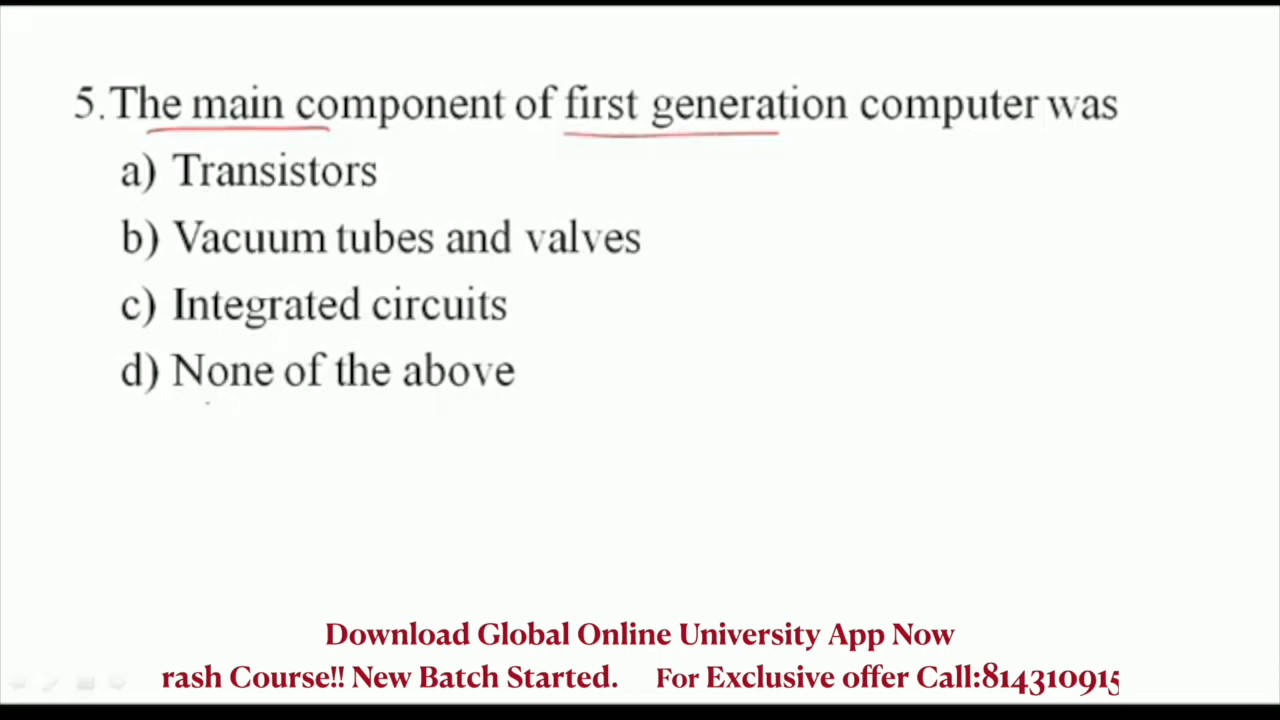 5. The main component of first generation computer was
a) Transistors
b) Vacuum tubes and valves
c) Integrated circuits
d) None of the above
Download Global Online University App Now
rash Course!! New Batch Started. For Exclusive offer Call:814310915